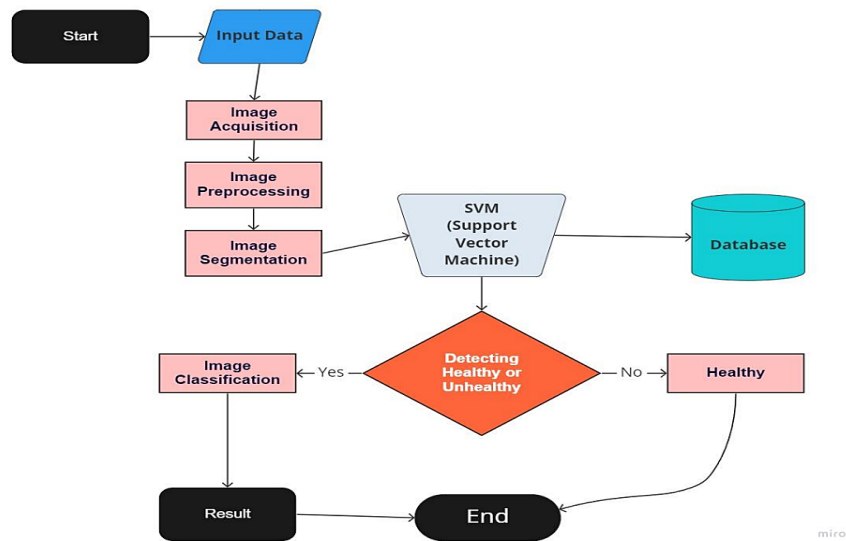 Start
Input Data
Image
Acquisition
Image
Preprocessing
Image
Segmentation
SVM
(Support
Vector
Machine)
Database
Detecting
Healthy or
Unhealthy
Yes
No
Image
Classification
Healthy
Result
End
miro